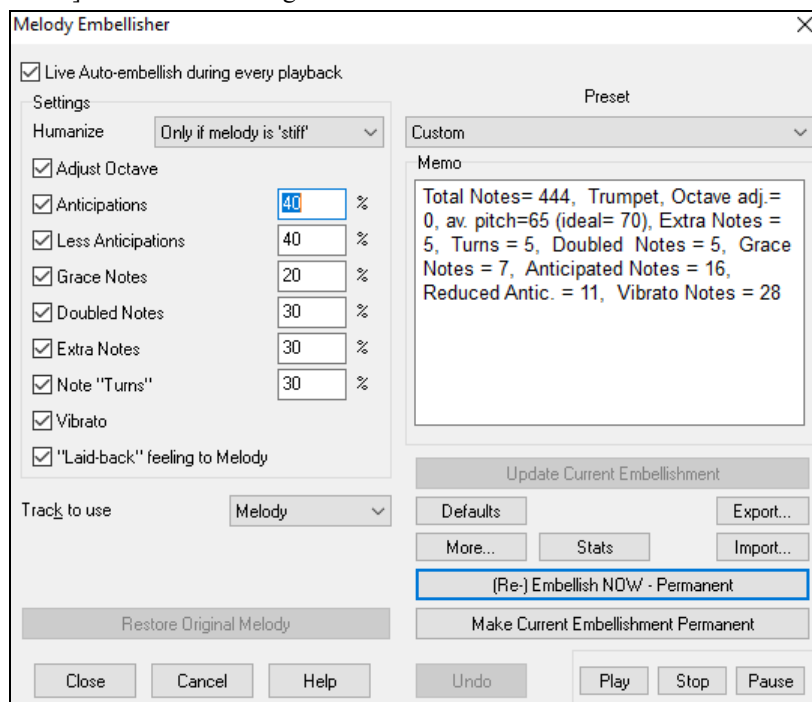 Melody Embellisher
Live Auto-embellish during every playback
Settings
Humanize Only if melody is 'stiff'
Adjust Octave
Anticipations 40 %
Less Anticipations 40 %
Grace Notes 20 %
Doubled Notes 30 %
Extra Notes 30 %
Note "Turns" 30 %
Vibrato
"Laid-back" feeling to Melody
Track to use Melody
Restore Original Melody
Close Cancel Help
Preset
Custom
Memo
Total Notes= 444, Trumpet, Octave adj.=
0, av. pitch=65 (ideal= 70), Extra Notes =
5, Turns = 5, Doubled Notes = 5, Grace
Notes = 7, Anticipated Notes = 16,
Reduced Antic. = 11, Vibrato Notes = 28
Update Current Embellishment
Defaults Export...
More... Stats Import...
(Re-) Embellish NOW - Permanent
Make Current Embellishment Permanent
Undo Play Stop Pause